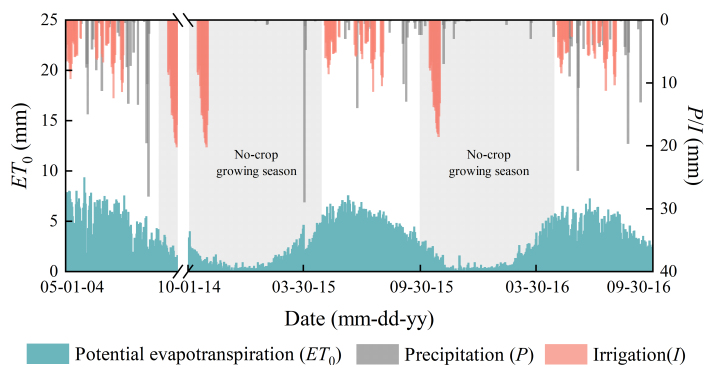 25
20
15
10
5
0
ET0 (mm)
0
10
20
30
40
P/I (mm)
No-crop
growing season
No-crop
growing season
05-01-04 10-01-14 03-30-15 09-30-15 03-30-16 09-30-16
Date (mm-dd-yy)
Potential evapotranspiration (ET0) Precipitation (P) Irrigation(I)